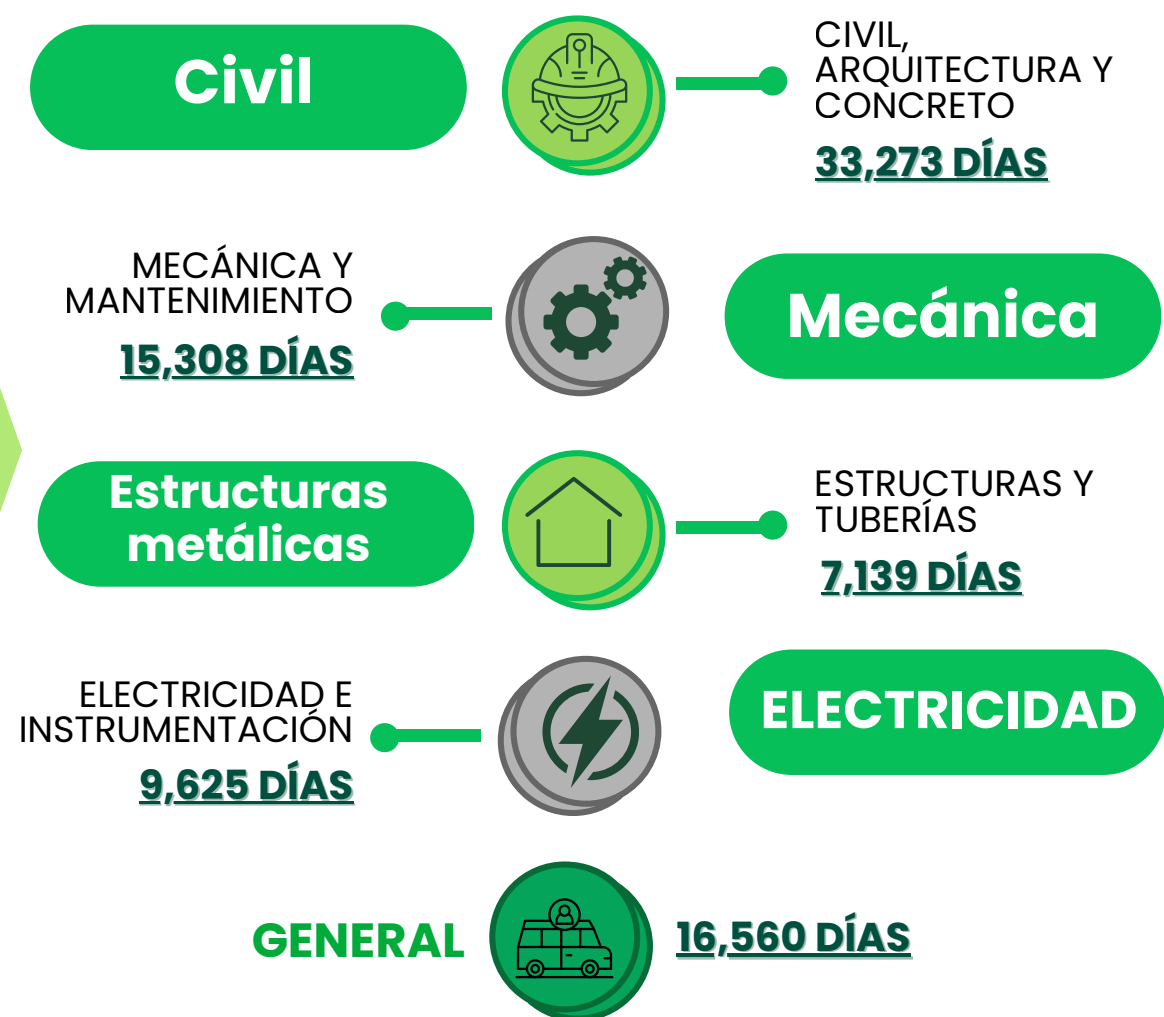 Civil
CIVIL,
ARQUITECTURA Y
CONCRETO
33,273 DÍAS
MECÁNICA Y
MANTENIMIENTO
15,308 DÍAS
Mecánica
Estructuras
metálicas
ESTRUCTURAS Y
TUBERÍAS
7,139 DÍAS
ELECTRICIDAD E
INSTRUMENTACIÓN
9,625 DÍAS
ELECTRICIDAD
GENERAL
16,560 DÍAS